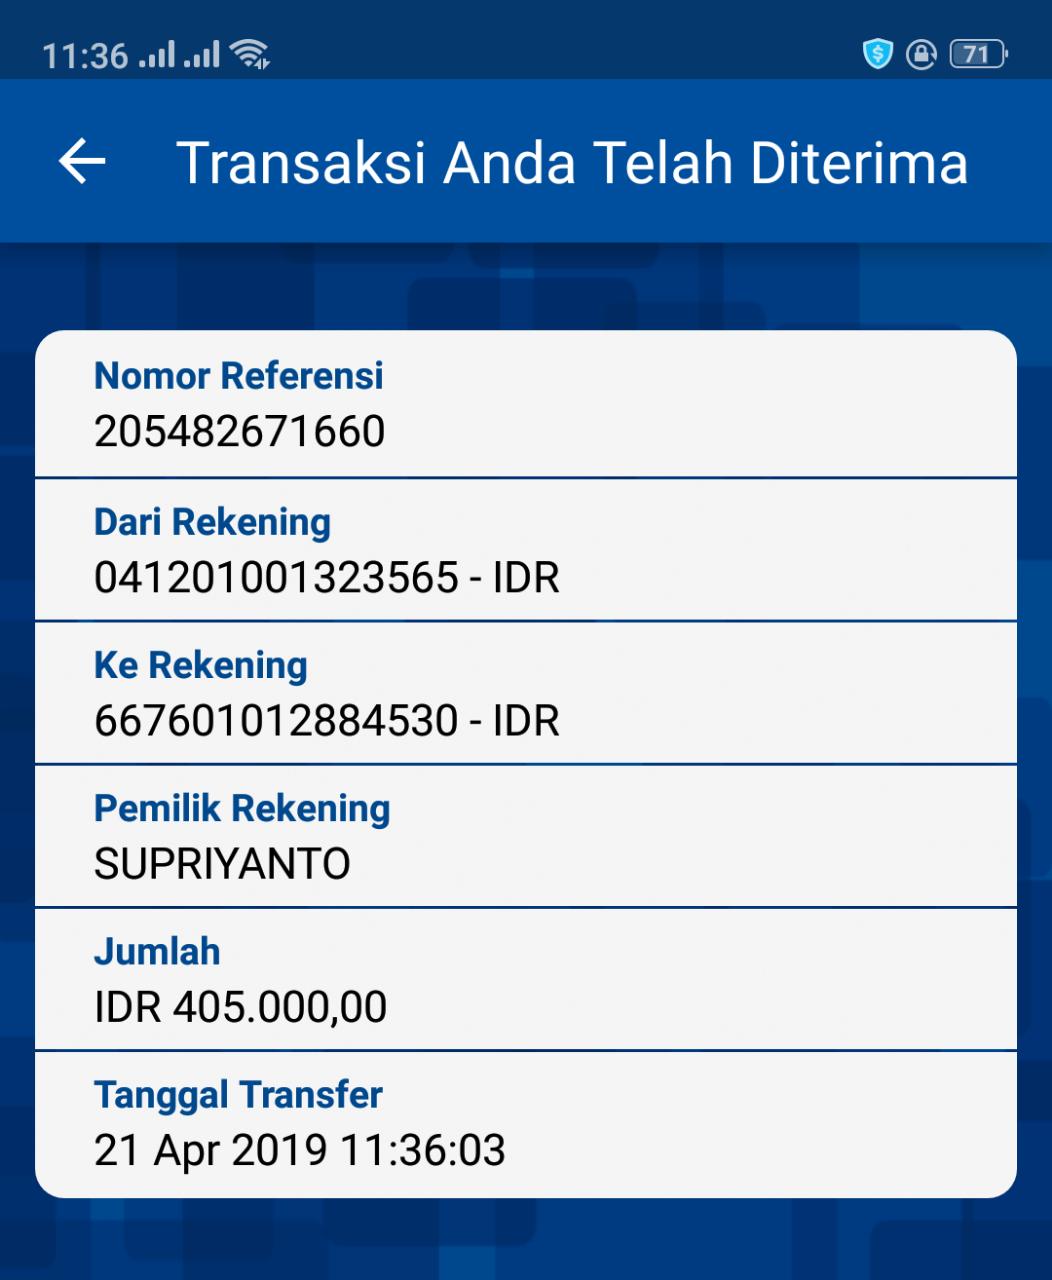 11:36
71
Transaksi Anda Telah Diterima
Nomor Referensi
205482671660
Dari Rekening
041201001323565 - IDR
Ke Rekening
667601012884530 - IDR
Pemilik Rekening
SUPRIYANTO
Jumlah
IDR 405.000,00
Tanggal Transfer
21 Apr 2019 11:36:03